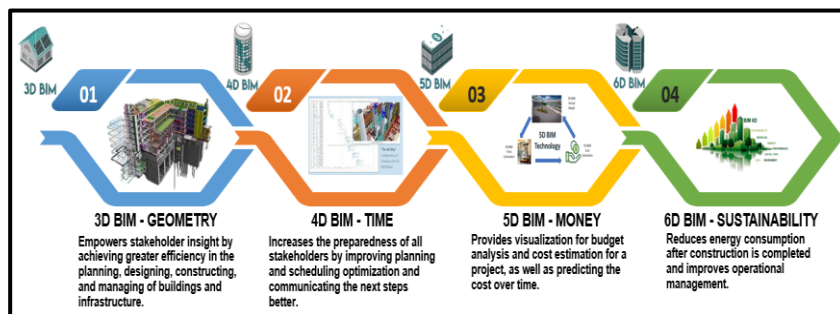 3D BIM
01
3D BIM - GEOMETRY
Empowers stakeholder insight by
achieving greater efficiency in the
planning, designing, constructing,
and managing of buildings and
infrastructure.
4D BIM
02
4D BIM - TIME
Increases the preparedness of all
stakeholders by improving planning
and scheduling optimization and
communicating the next steps
better.
5D BIM
03
5D BIM
Technology
5D BIM - MONEY
Provides visualization for budget
analysis and cost estimation for a
project, as well as predicting the
cost over time.
6D BIM
04
BIM 6D
6D BIM - SUSTAINABILITY
Reduces energy consumption
after construction is completed
and improves operational
management.